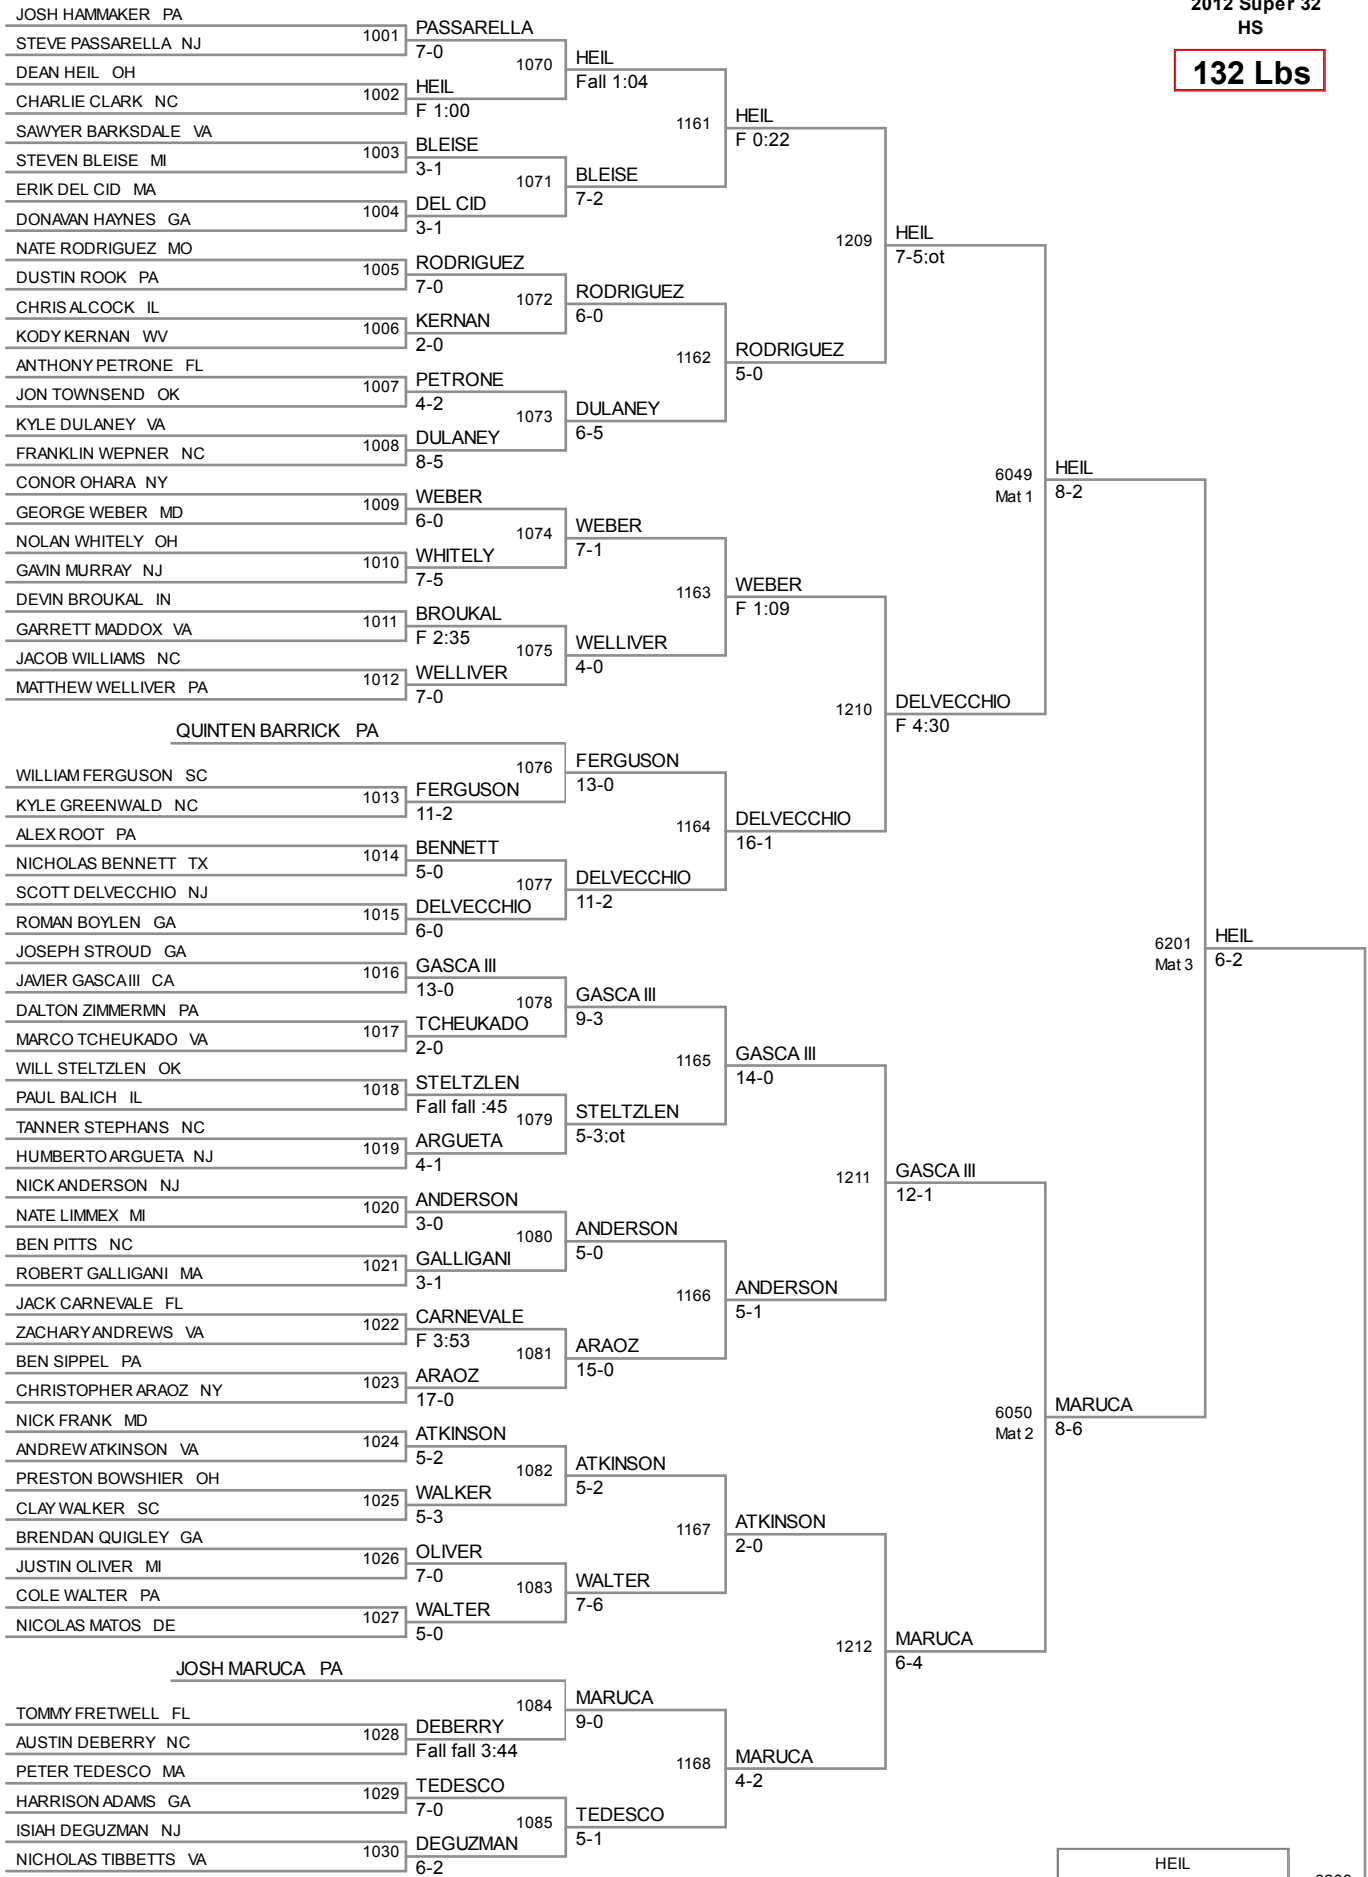 2012 Super 32
HS
132 Lbs
JOSH HAMMAKER PA
STEVE PASSARELLA NJ
DEAN HEIL OH
CHARLIE CLARK NC
SAWYER BARKSDALE VA
STEVEN BLEISE MI
ERIK DEL CID MA
DONAVAN HAYNES GA
NATE RODRIGUEZ MO
DUSTIN ROOK PA
CHRIS ALCOCK IL
KODY KERNAN WV
ANTHONY PETRONE FL
JON TOWNSEND OK
KYLE DULANEY VA
FRANKLIN WEPNER NC
CONOR OHARA NY
GEORGE WEBER MD
NOLAN WHITELY OH
GAVIN MURRAY NJ
DEVIN BROUKAL IN
GARRETT MADDOX VA
JACOB WILLIAMS NC
MATTHEW WELLIVER PA
QUINTEN BARRICK PA
WILLIAM FERGUSON SC
KYLE GREENWALD NC
ALEX ROOT PA
NICHOLAS BENNETT TX
SCOTT DELVECCHIO NJ
ROMAN BOYLEN GA
JOSEPH STROUD GA
JAVIER GASCA III CA
DALTON ZIMMERMN PA
MARCO TCHEUKADO VA
WILL STELTZLEN OK
PAUL BALICH IL
TANNER STEPHANS NC
HUMBERTO ARGUETA NJ
NICK ANDERSON NJ
NATE LIMMEX MI
BEN PITTS NC
ROBERT GALLIGANI MA
JACK CARNEVALE FL
ZACHARY ANDREWS VA
BEN SIPPEL PA
CHRISTOPHER ARAOZ NY
NICK FRANK MD
ANDREW ATKINSON VA
PRESTON BOWSHIER OH
CLAY WALKER SC
BRENDAN QUIGLEY GA
JUSTIN OLIVER MI
COLE WALTER PA
NICOLAS MATOS DE
JOSH MARUCA PA
TOMMY FRETWELL FL
AUSTIN DEBERRY NC
PETER TEDESCO MA
HARRISON ADAMS GA
ISIAH DEGUZMAN NJ
NICHOLAS TIBBETTS VA
1001 PASSARELLA
7-0
1002 HEIL
F 1:00
1003 BLEISE
3-1
1004 DEL CID
3-1
1005 RODRIGUEZ
7-0
1006 KERNAN
2-0
1007 PETRONE
4-2
1008 DULANEY
8-5
1009 WEBER
6-0
1010 WHITELY
7-5
1011 BROUKAL
F 2:35
1012 WELLIVER
7-0
1013 FERGUSON
11-2
1014 BENNETT
5-0
1015 DELVECCHIO
6-0
1016 GASCA III
13-0
1017 TCHEUKADO
2-0
1018 STELTZLEN
Fall fall :45
1019 ARGUETA
4-1
1020 ANDERSON
3-0
1021 GALLIGANI
3-1
1022 CARNEVALE
F 3:53
1023 ARAOZ
17-0
1024 ATKINSON
5-2
1025 WALKER
5-3
1026 OLIVER
7-0
1027 WALTER
5-0
1028 DEBERRY
Fall fall 3:44
1029 TEDESCO
7-0
1030 DEGUZMAN
6-2
1070 HEIL
Fall 1:04
1071 BLEISE
7-2
1072 RODRIGUEZ
6-0
1073 DULANEY
6-5
1074 WEBER
7-1
1075 WELLIVER
4-0
1076 FERGUSON
13-0
1077 DELVECCHIO
11-2
1078 GASCA III
9-3
1079 STELTZLEN
5-3;ot
1080 ANDERSON
5-0
1081 ARAOZ
15-0
1082 ATKINSON
5-2
1083 WALTER
7-6
1084 MARUCA
9-0
1085 TEDESCO
5-1
1161 HEIL
F 0:22
1162 RODRIGUEZ
5-0
1163 WEBER
F 1:09
1164 DELVECCHIO
16-1
1165 GASCA III
14-0
1166 ANDERSON
5-1
1167 ATKINSON
2-0
1168 MARUCA
4-2
1209 HEIL
7-5;ot
1210 DELVECCHIO
F 4:30
1211 GASCA III
12-1
1212 MARUCA
6-4
6049 HEIL
Mat 1 8-2
6050 MARUCA
Mat 2 8-6
6201 HEIL
Mat 3 6-2
HEIL